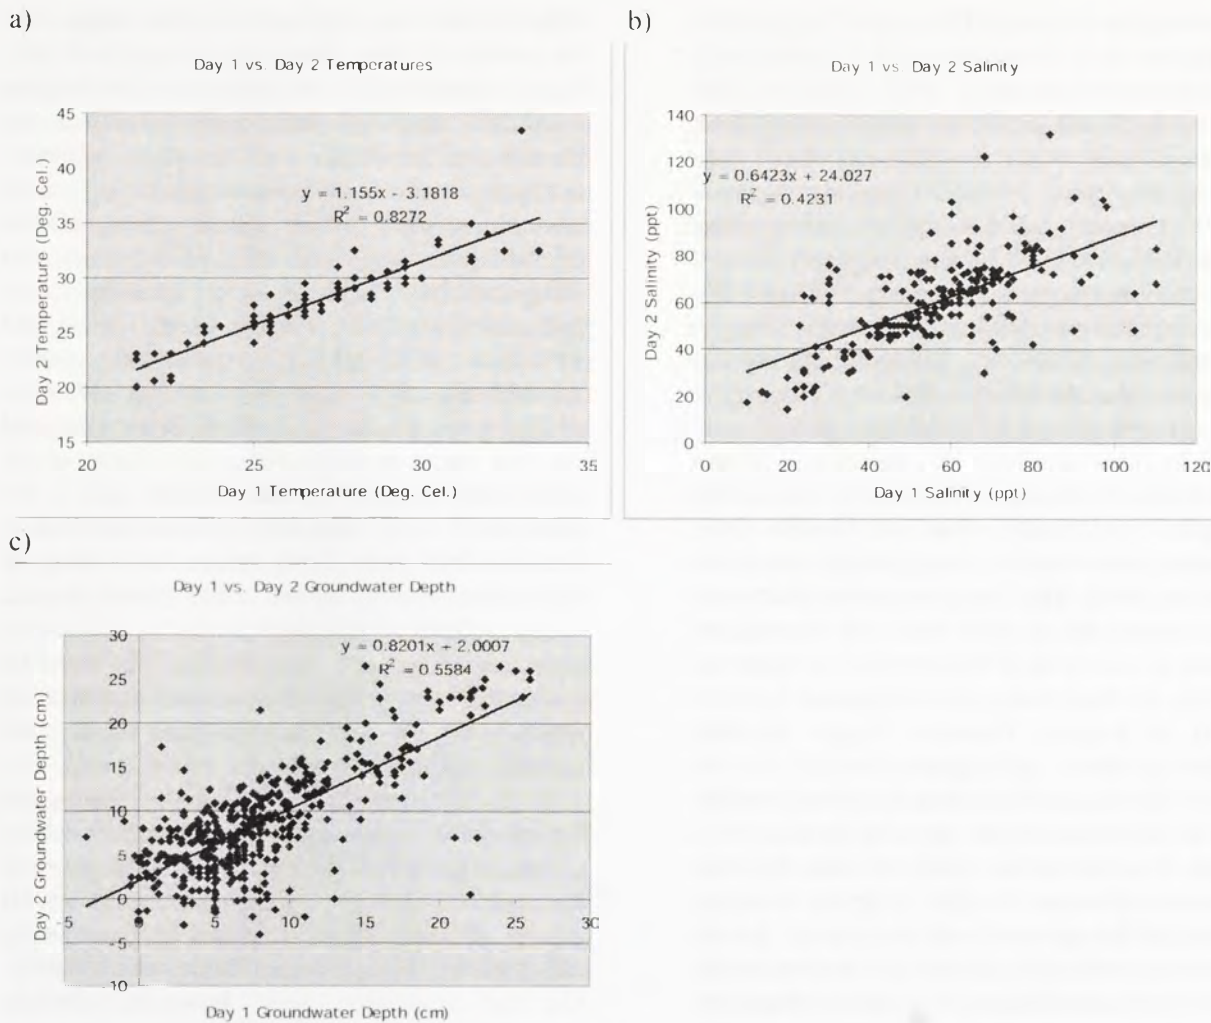 a)
Day 1 vs. Day 2 Temperatures
45
40
35
30
25
20
15
y = 1.155x - 3.1818
R² = 0.8272
Day 2 Temperature (Deg. Cel.)
20 25 30 35
Day 1 Temperature (Deg. Cel.)
b)
Day 1 vs. Day 2 Salinity
140
120
100
80
60
40
20
0
y = 0.6423x + 24.027
R² = 0.4231
Day 2 Salinity (ppt)
0 20 40 60 80 100 120
Day 1 Salinity (ppt)
c)
Day 1 vs. Day 2 Groundwater Depth
30
25
20
15
10
5
0
-5
-10
y = 0.8201x + 2.0007
R² = 0.5584
Day 2 Groundwater Depth (cm)
-5 0 5 10 15 20 25 30
Day 1 Groundwater Depth (cm)